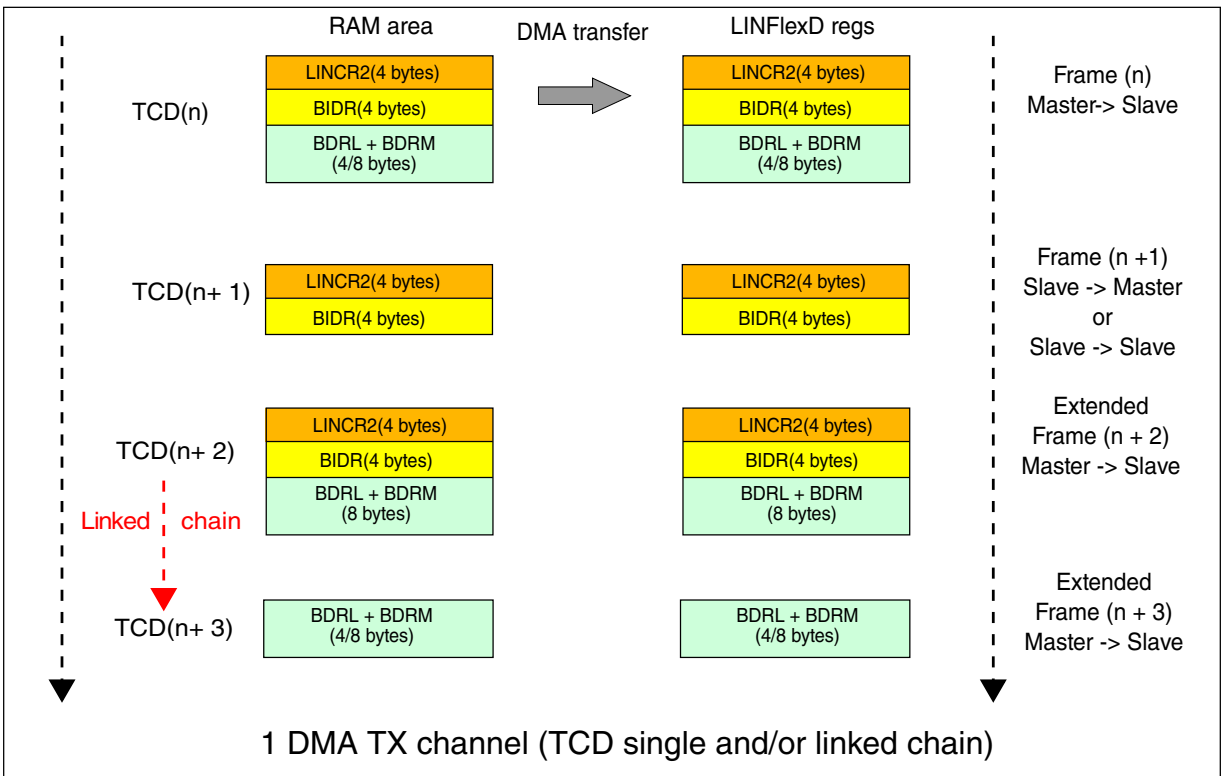 RAM area
DMA transfer
LINFlexD regs
TCD(n)
LINCR2(4 bytes)
BIDR(4 bytes)
BDRL + BDRM
(4/8 bytes)
LINCR2(4 bytes)
BIDR(4 bytes)
BDRL + BDRM
(4/8 bytes)
Frame (n)
Master-> Slave
TCD(n+ 1)
LINCR2(4 bytes)
BIDR(4 bytes)
LINCR2(4 bytes)
BIDR(4 bytes)
Frame (n +1)
Slave -> Master
or
Slave -> Slave
TCD(n+ 2)
LINCR2(4 bytes)
BIDR(4 bytes)
BDRL + BDRM
(8 bytes)
LINCR2(4 bytes)
BIDR(4 bytes)
BDRL + BDRM
(8 bytes)
Extended
Frame (n + 2)
Master -> Slave
Linked chain
TCD(n+ 3)
BDRL + BDRM
(4/8 bytes)
BDRL + BDRM
(4/8 bytes)
Extended
Frame (n + 3)
Master -> Slave
1 DMA TX channel (TCD single and/or linked chain)